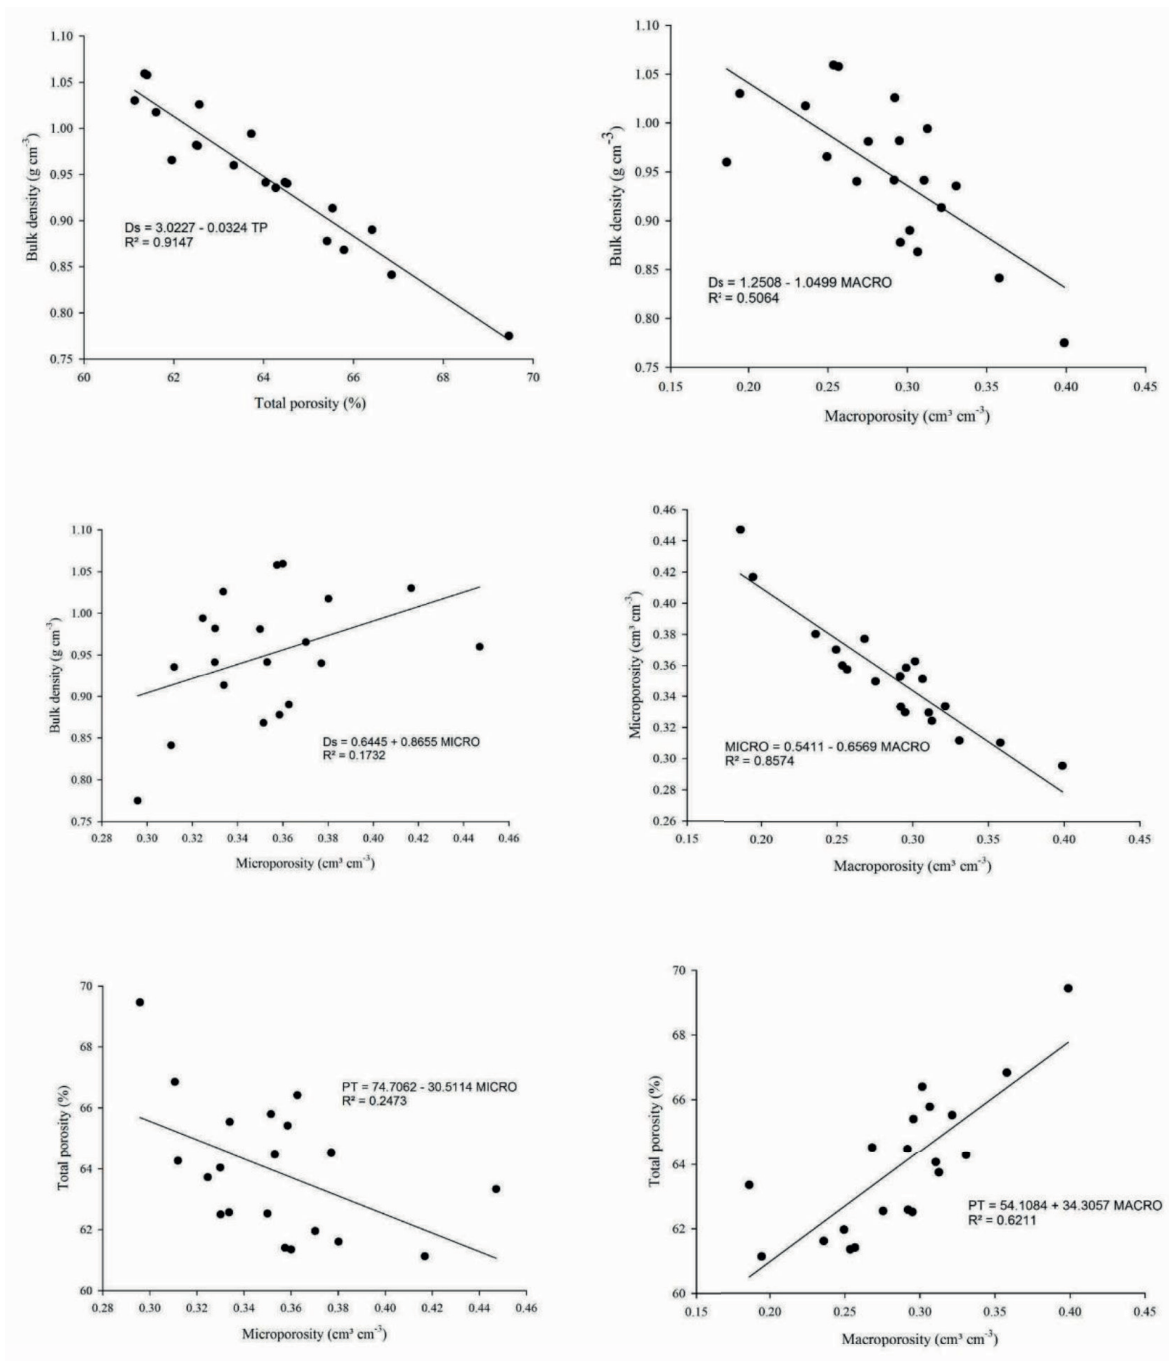 1.10
1.05
1.00
0.95
0.90
0.85
0.80
0.75
Bulk density (g cm⁻³)
Ds = 3.0227 - 0.0324 TP
R² = 0.9147
60 62 64 66 68 70
Total porosity (%)
1.10
1.05
1.00
0.95
0.90
0.85
0.80
0.75
Bulk density (g cm⁻³)
Ds = 1.2508 - 1.0499 MACRO
R² = 0.5064
0.15 0.20 0.25 0.30 0.35 0.40 0.45
Macroporosity (cm³ cm⁻³)
1.10
1.05
1.00
0.95
0.90
0.85
0.80
0.75
Bulk density (g cm⁻³)
Ds = 0.6445 + 0.8655 MICRO
R² = 0.1732
0.28 0.30 0.32 0.34 0.36 0.38 0.40 0.42 0.44 0.46
Microporosity (cm³ cm⁻³)
0.46
0.44
0.42
0.40
0.38
0.36
0.34
0.32
0.30
0.28
0.26
Microporosity (cm³ cm⁻³)
MICRO = 0.5411 - 0.6569 MACRO
R² = 0.8574
0.15 0.20 0.25 0.30 0.35 0.40 0.45
Macroporosity (cm³ cm⁻³)
70
68
66
64
62
60
Total porosity (%)
PT = 74.7062 - 30.5114 MICRO
R² = 0.2473
0.28 0.30 0.32 0.34 0.36 0.38 0.40 0.42 0.44 0.46
Microporosity (cm³ cm⁻³)
70
68
66
64
62
60
Total porosity (%)
PT = 54.1084 + 34.3057 MACRO
R² = 0.6211
0.15 0.20 0.25 0.30 0.35 0.40 0.45
Macroporosity (cm³ cm⁻³)